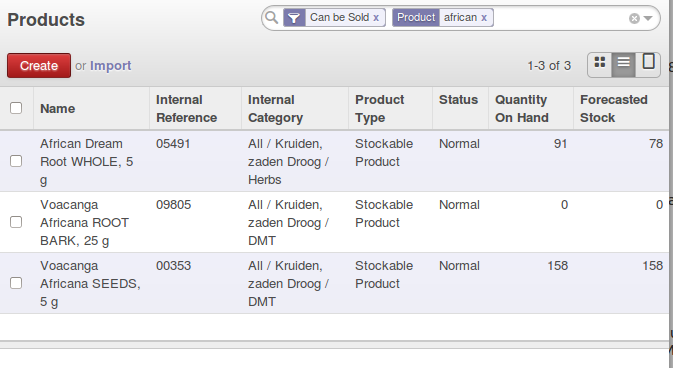 Products
Can be Sold x
Product african x
Create or Import
1-3 of 3
Name
Internal Reference
Internal Category
Product Type
Status
Quantity On Hand
Forecasted Stock
African Dream Root WHOLE, 5 g
05491
All / Kruiden, zaden Droog / Herbs
Stockable Product
Normal
91
78
Voacanga Africana ROOT BARK, 25 g
09805
All / Kruiden, zaden Droog / DMT
Stockable Product
Normal
0
0
Voacanga Africana SEEDS, 5 g
00353
All / Kruiden, zaden Droog / DMT
Stockable Product
Normal
158
158